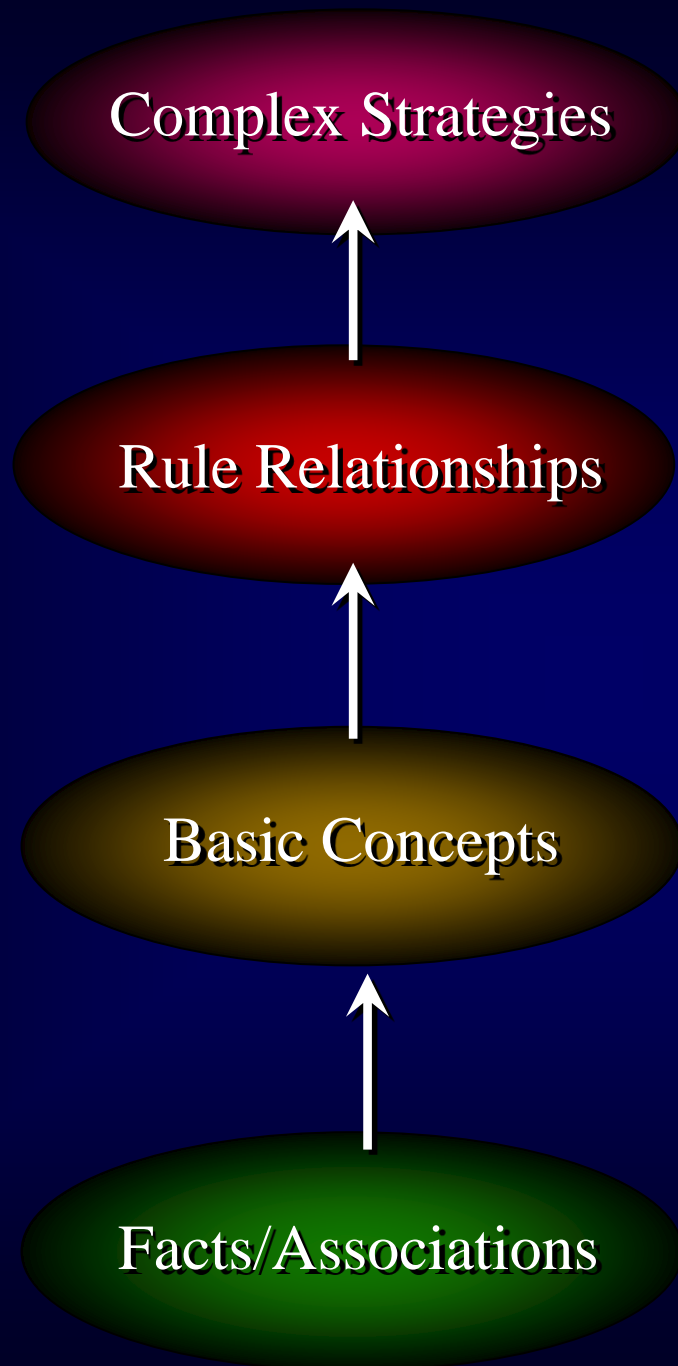 Complex Strategies
Rule Relationships
Basic Concepts
Facts/Associations